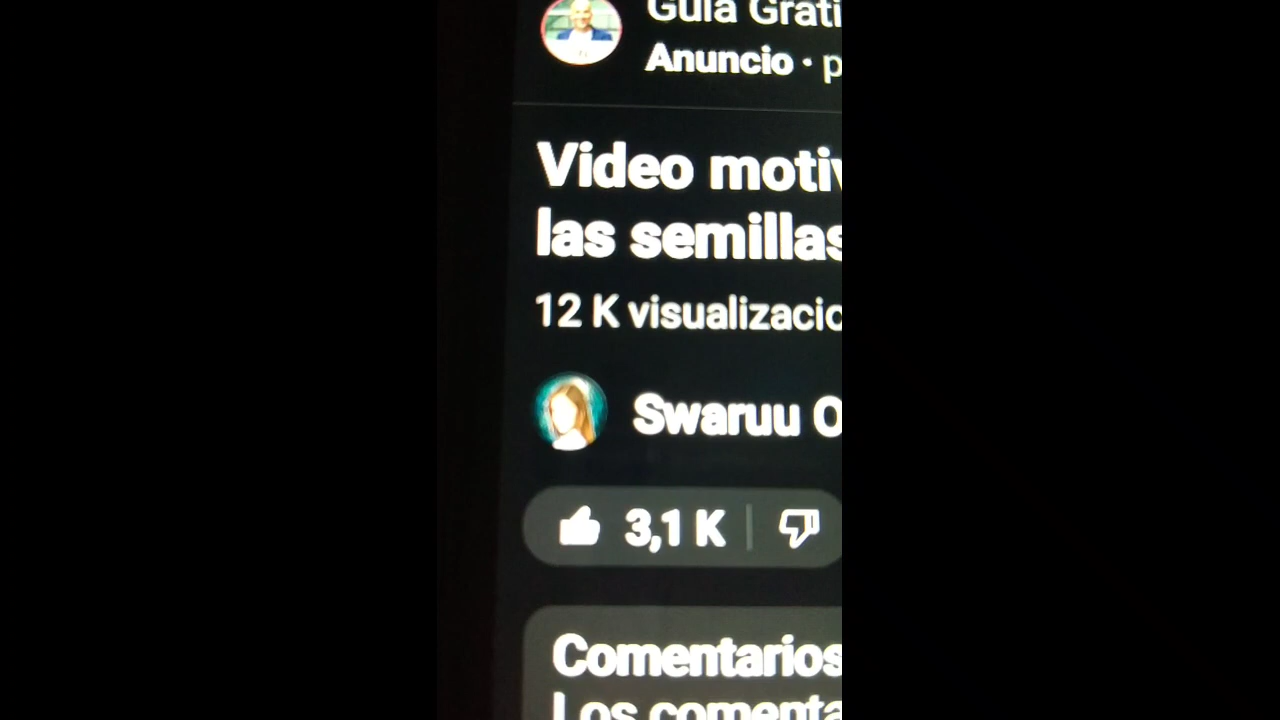 Guía Grati
Anuncio · p
Video motiv
las semillas
12 K visualizacio
Swaruu O
3,1 K
Comentarios
Los comenta